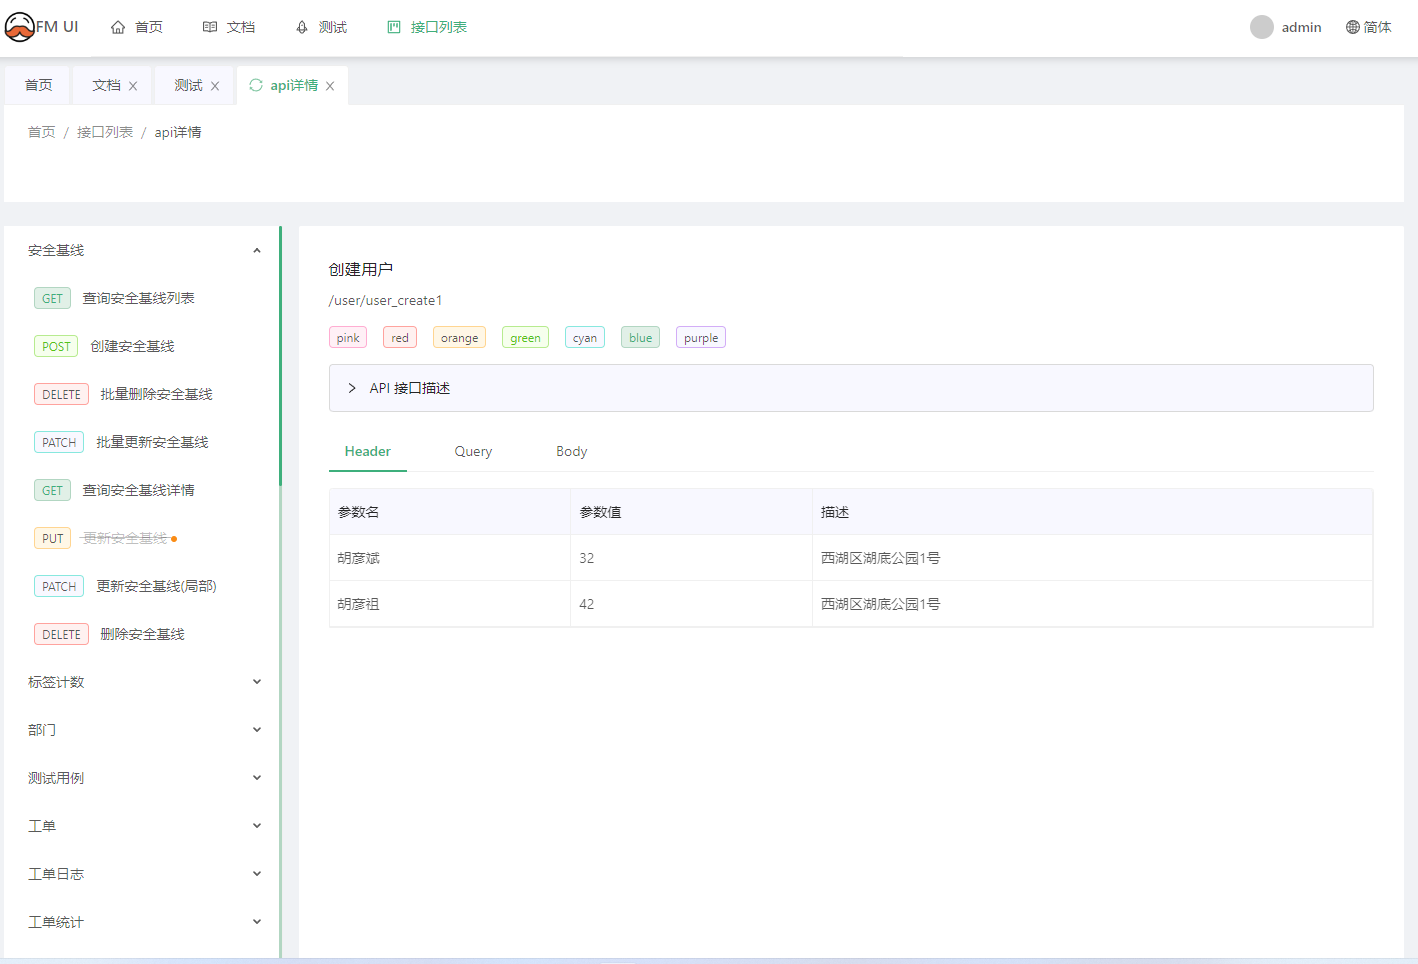 FM UI 首页 文档 测试 接口列表 admin 简体
首页 文档 测试 api详情
首页 / 接口列表 / api详情
安全基线
GET 查询安全基线列表
POST 创建安全基线
DELETE 批量删除安全基线
PATCH 批量更新安全基线
GET 查询安全基线详情
PUT 更新安全基线
PATCH 更新安全基线(局部)
DELETE 删除安全基线
标签计数
部门
测试用例
工单
工单日志
工单统计
创建用户
/user/user_create1
pink red orange green cyan blue purple
API 接口描述
Header Query Body
参数名 参数值 描述
胡彦斌 32 西湖区湖底公园1号
胡彦祖 42 西湖区湖底公园1号